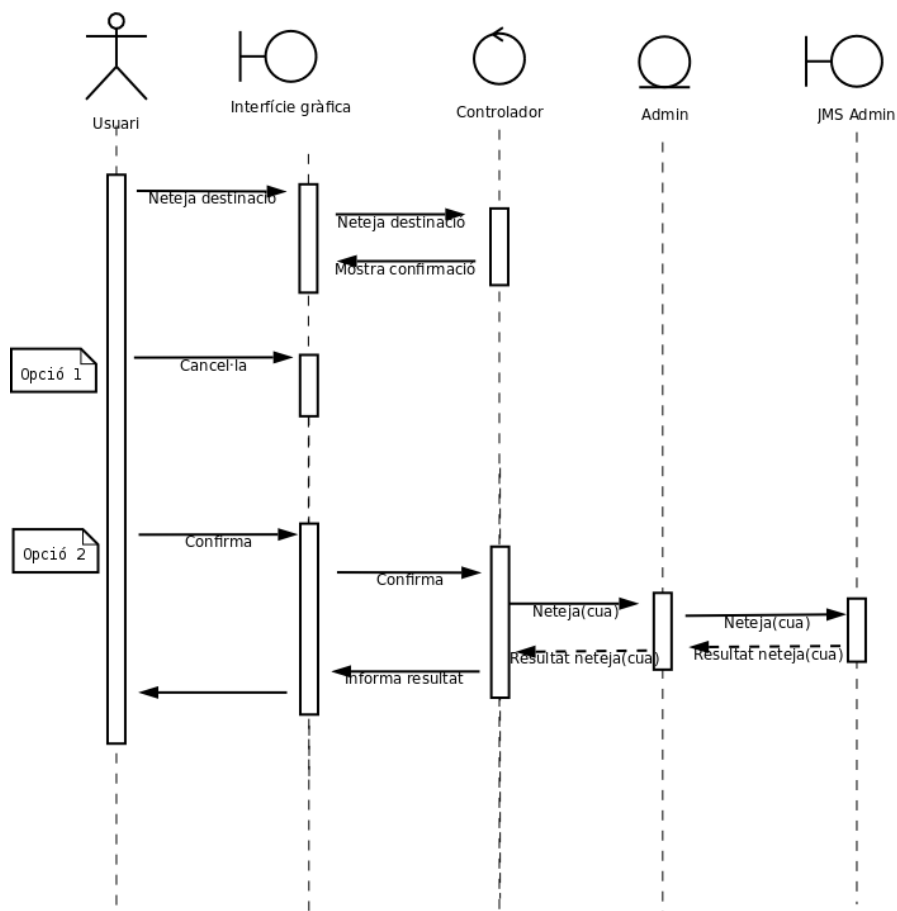 Usuari
Interfície gràfica
Controlador
Admin
JMS Admin
Neteja destinació
Neteja destinació
Mostra confirmació
Opció 1
Cancel·la
Opció 2
Confirma
Confirma
Neteja(cua)
Neteja(cua)
Resultat neteja(cua)
Resultat neteja(cua)
Informa resultat